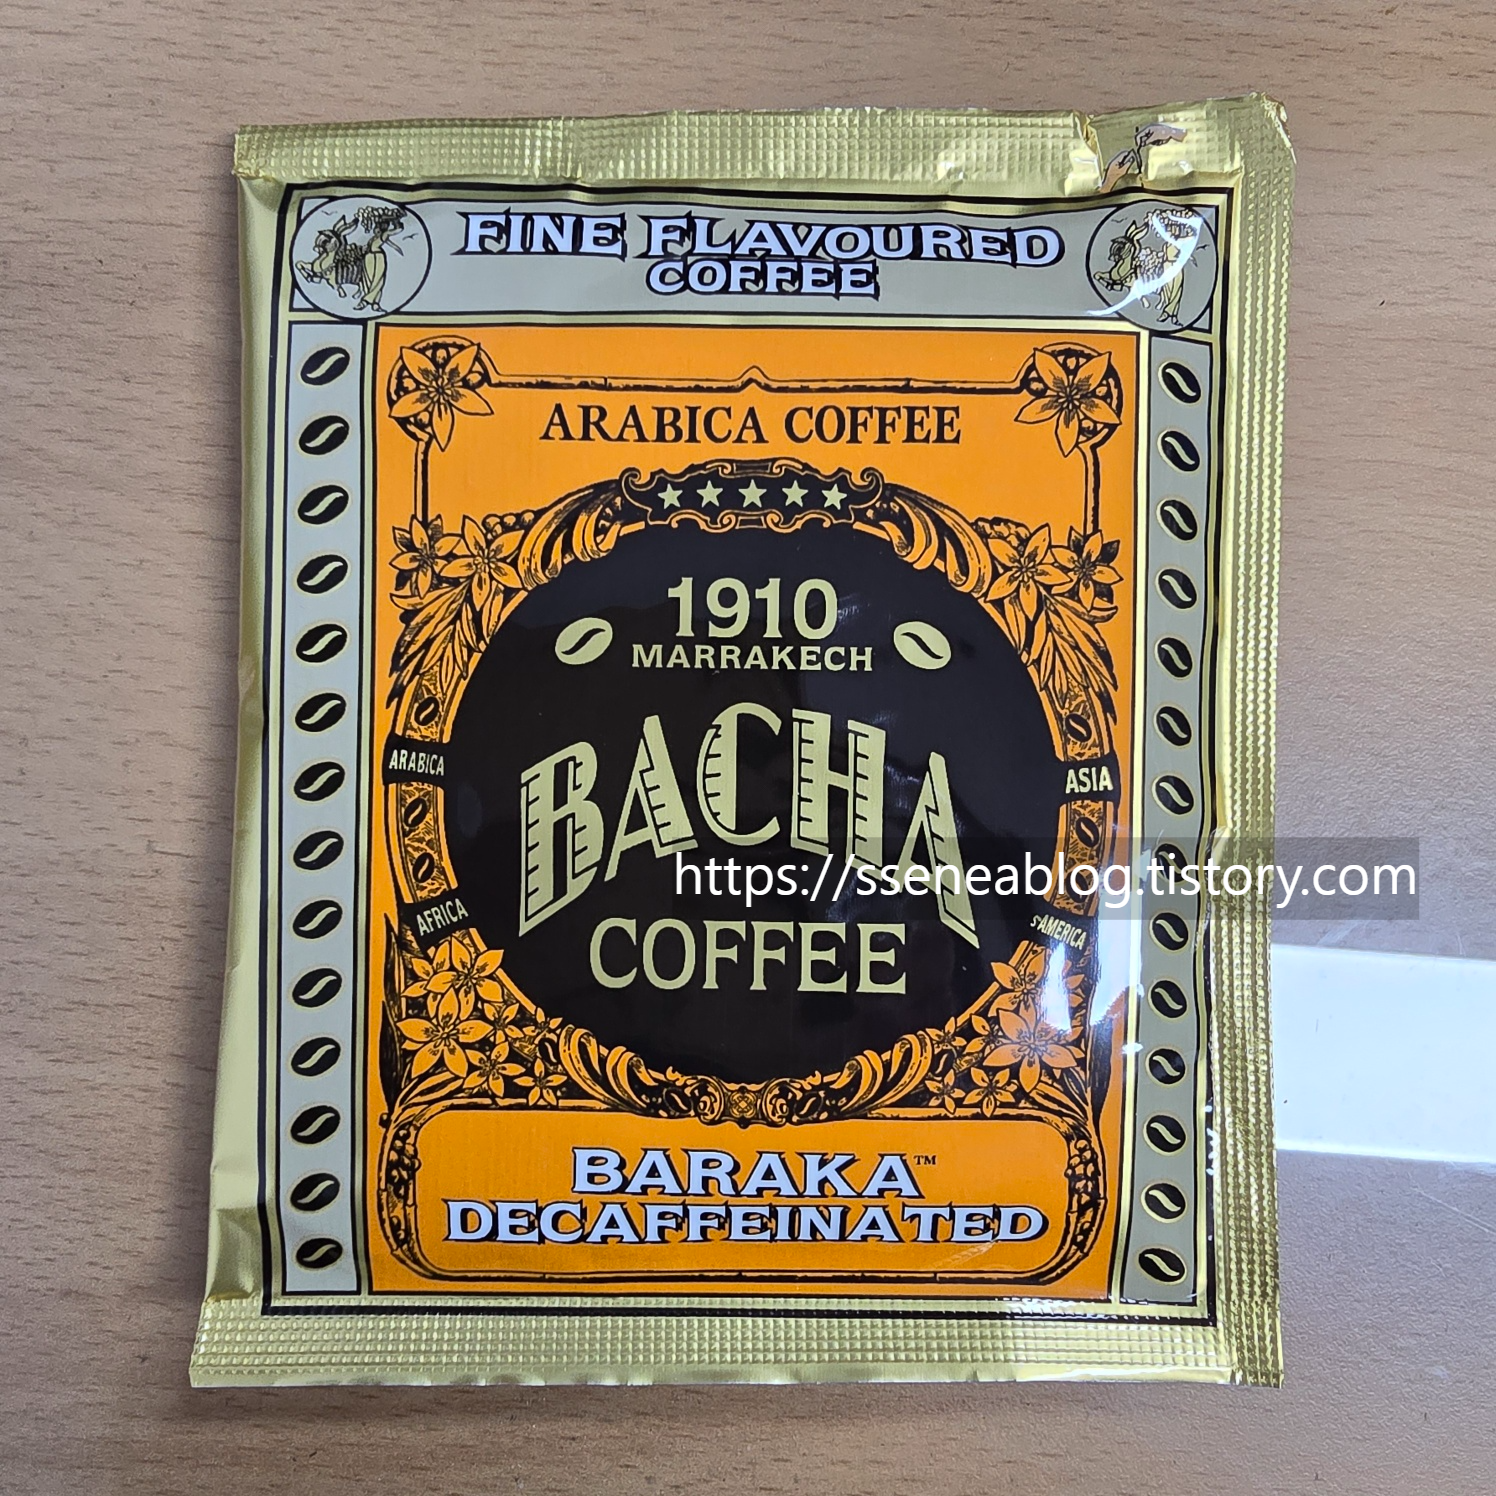 FINE FLAVOURED
COFFEE
ARABICA COFFEE
1910
MARRAKECH
BACHA
COFFEE
ARABICA
ASIA
AFRICA
S.AMERICA
https://sseneablog.tistory.com
BARAKA™
DECAFFEINATED